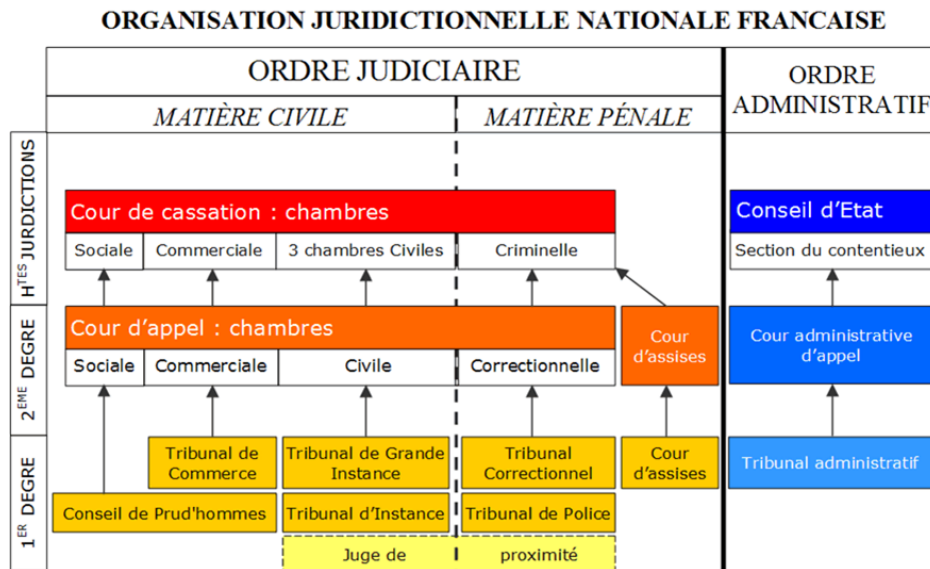 ORGANISATION JURIDICTIONNELLE NATIONALE FRANCAISE
ORDRE JUDICIAIRE
ORDRE
ADMINISTRATIF
MATIÈRE CIVILE
MATIÈRE PÉNALE
HTES JURIDICTIONS
Cour de cassation : chambres
Sociale
Commerciale
3 chambres Civiles
Criminelle
Conseil d'Etat
Section du contentieux
2EME DEGRE
Cour d'appel : chambres
Sociale
Commerciale
Civile
Correctionnelle
Cour
d'assises
Cour administrative
d'appel
1ER DEGRE
Tribunal de
Commerce
Tribunal de Grande
Instance
Tribunal
Correctionnel
Cour
d'assises
Tribunal administratif
Conseil de Prud'hommes
Tribunal d'Instance
Tribunal de Police
Juge de proximité